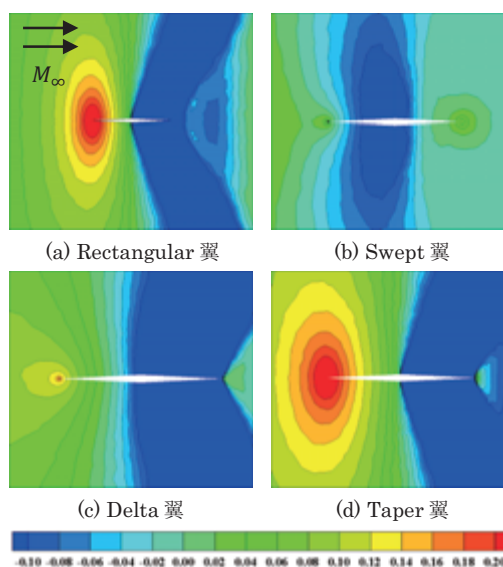 M∞
(a) Rectangular 翼
(b) Swept 翼
(c) Delta 翼
(d) Taper 翼
-0.10 -0.08 -0.06 -0.04 -0.02 0.00 0.02 0.04 0.06 0.08 0.10 0.12 0.14 0.16 0.18 0.20